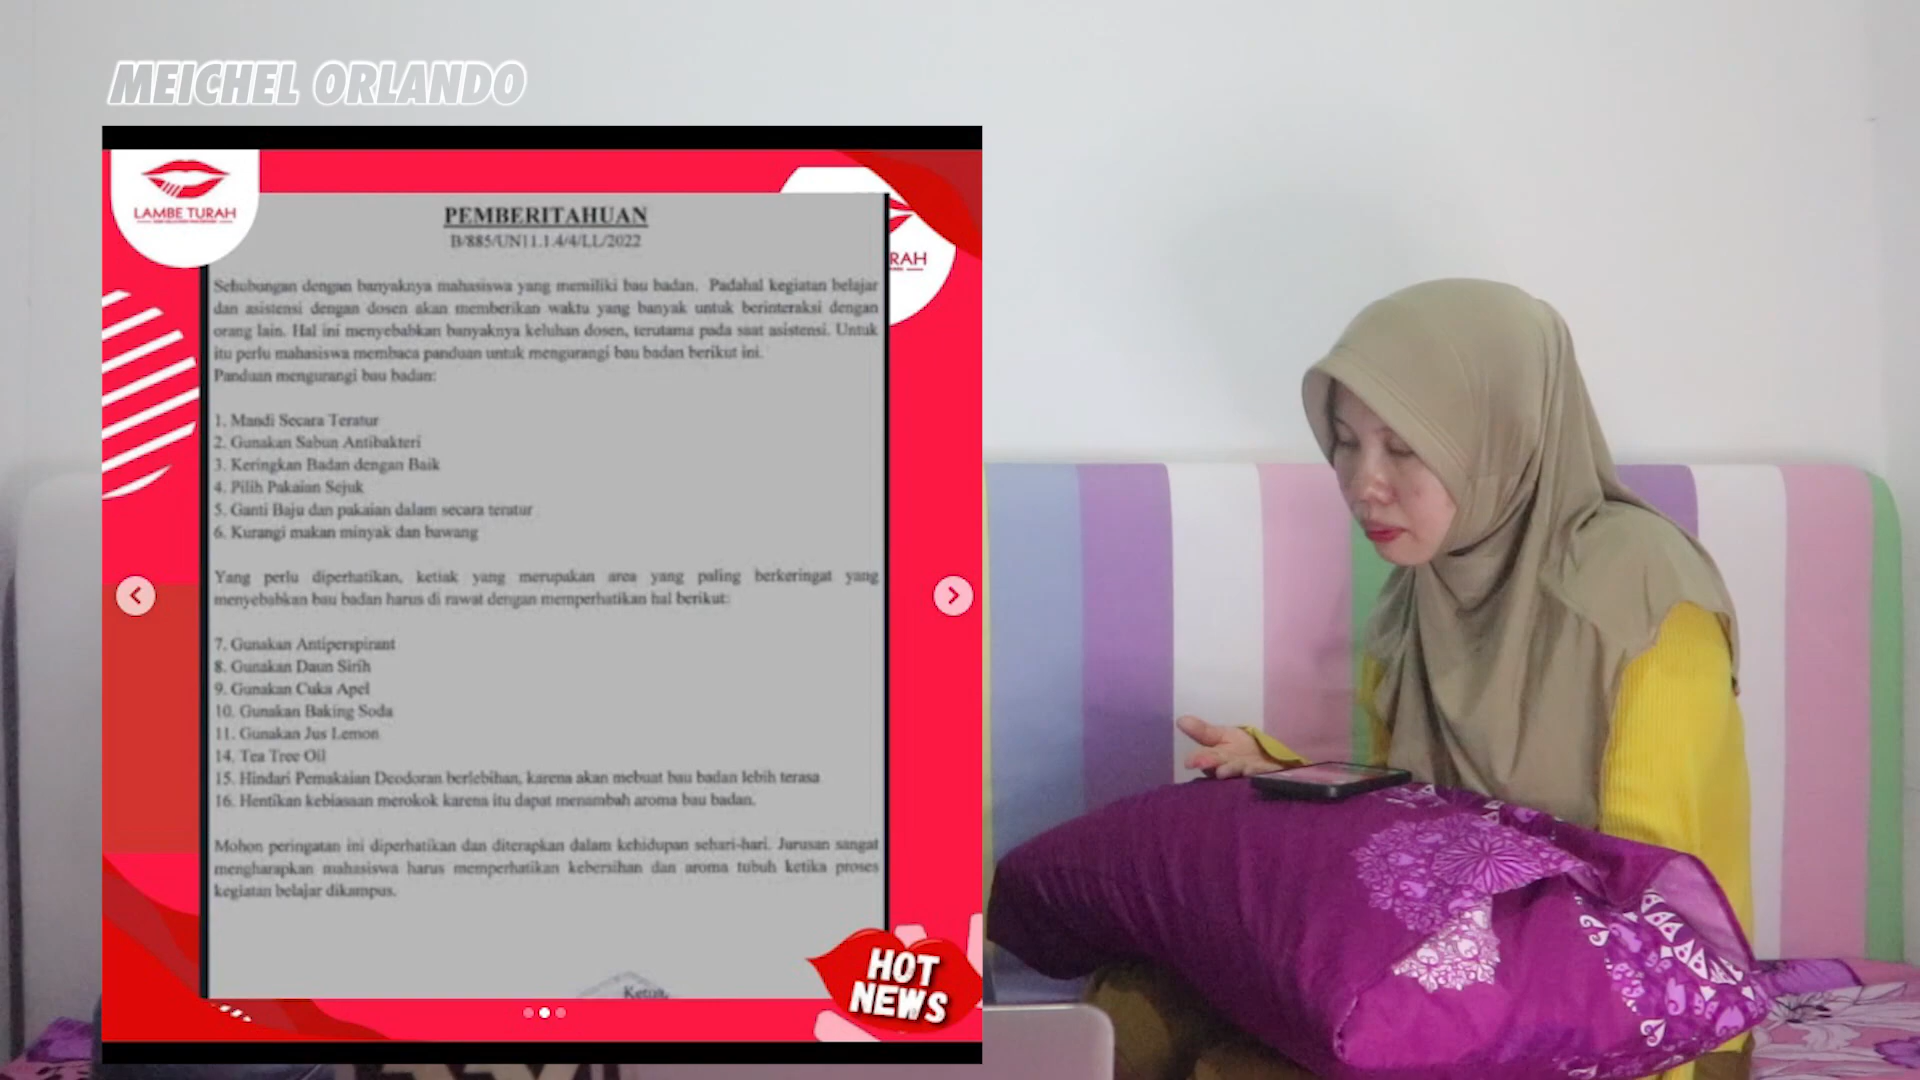 MEICHEL ORLANDO
LAMBE TURAH
RAH
PEMBERITAHUAN
B/885/UN11.1.4/4/LL/2022
Sehubungan dengan banyaknya mahasiswa yang memiliki bau badan. Padahal kegiatan belajar
dan asistensi dengan dosen akan memberikan waktu yang banyak untuk berinteraksi dengan
orang lain. Hal ini menyebabkan banyaknya keluhan dosen, terutama pada saat asistensi. Untuk
itu perlu mahasiswa membaca panduan untuk mengurangi bau badan berikut ini.
Panduan mengurangi bau badan:
1. Mandi Secara Teratur
2. Gunakan Sabun Antibakteri
3. Keringkan Badan dengan Baik
4. Pilih Pakaian Sejuk
5. Ganti Baju dan pakaian dalam secara teratur
6. Kurangi makan minyak dan bawang
Yang perlu diperhatikan, ketiak yang merupakan area yang paling berkeringat yang
menyebabkan bau badan harus di rawat dengan memperhatikan hal berikut:
7. Gunakan Antiperspirant
8. Gunakan Daun Sirih
9. Gunakan Cuka Apel
10. Gunakan Baking Soda
11. Gunakan Jus Lemon
14. Tea Tree Oil
15. Hindari Pemakaian Deodoran berlebihan, karena akan mebuat bau badan lebih terasa
16. Hentikan kebiasaan merokok karena itu dapat menambah aroma bau badan.
Mohon peringatan ini diperhatikan dan diterapkan dalam kehidupan sehari-hari. Jurusan sangat
mengharapkan mahasiswa harus memperhatikan kebersihan dan aroma tubuh ketika proses
kegiatan belajar dikampus.
Ketua,
HOT
NEWS